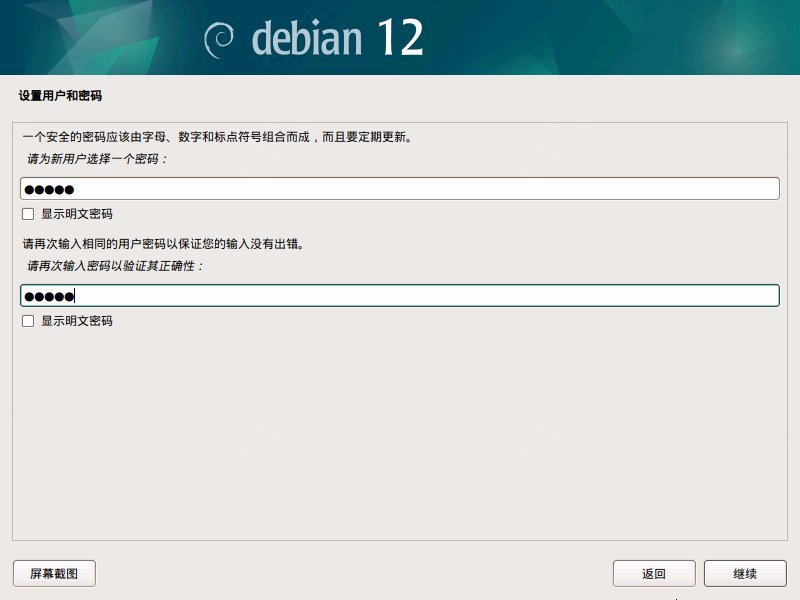 debian 12
设置用户和密码
一个安全的密码应该由字母、数字和标点符号组合而成，而且要定期更新。
请为新用户选择一个密码：
●●●●●
显示明文密码
请再次输入相同的用户密码以保证您的输入没有出错。
请再次输入密码以验证其正确性：
●●●●●
显示明文密码
屏幕截图
返回
继续